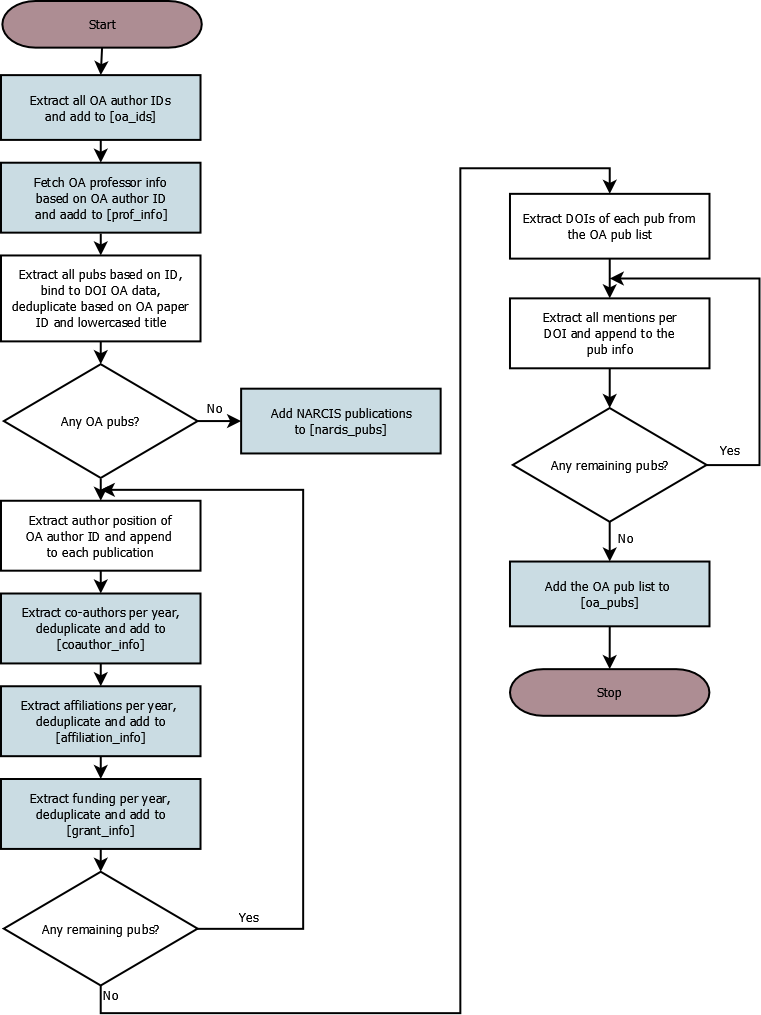 Start
Extract all OA author IDs
and add to [oa_ids]
Fetch OA professor info
based on OA author ID
and aadd to [prof_info]
Extract all pubs based on ID,
bind to DOI OA data,
deduplicate based on OA paper
ID and lowercased title
Any OA pubs?
No
Add NARCIS publications
to [narcis_pubs]
Extract author position of
OA author ID and append
to each publication
Extract co-authors per year,
deduplicate and add to
[coauthor_info]
Extract affiliations per year,
deduplicate and add to
[affiliation_info]
Extract funding per year,
deduplicate and add to
[grant_info]
Any remaining pubs?
Yes
No
Extract DOIs of each pub from
the OA pub list
Extract all mentions per
DOI and append to the
pub info
Any remaining pubs?
Yes
No
Add the OA pub list to
[oa_pubs]
Stop